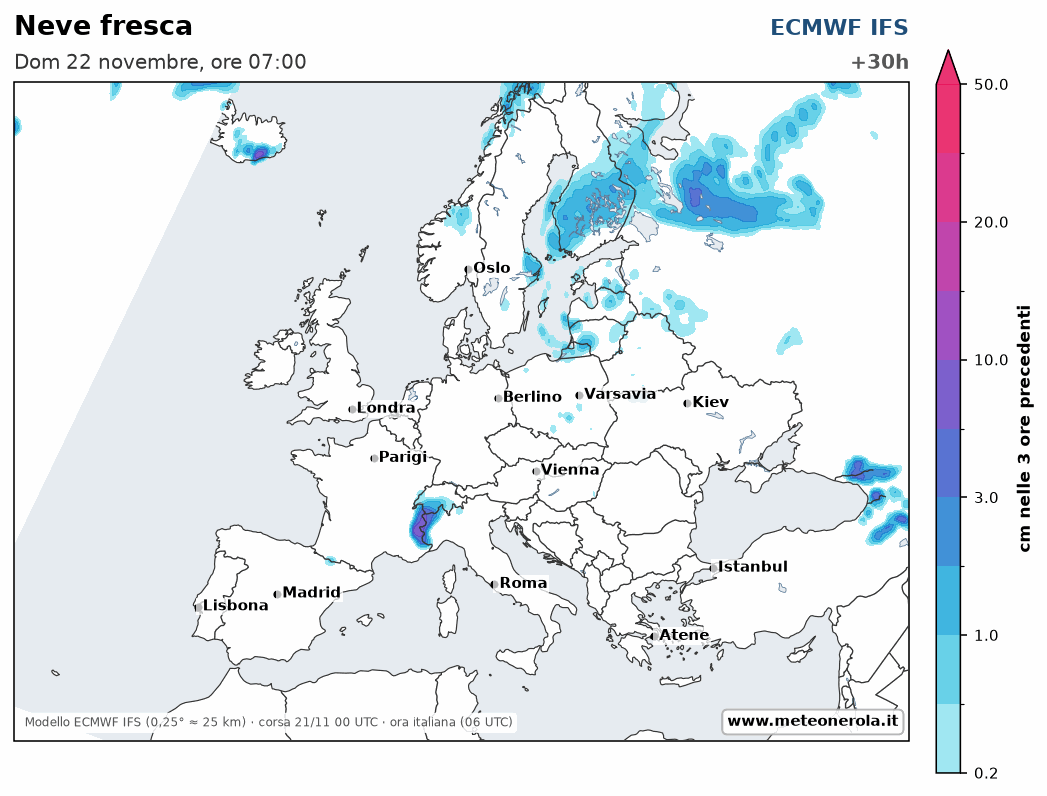 Neve fresca
ECMWF IFS
Dom 22 novembre, ore 07:00
+30h
50.0
20.0
10.0
3.0
1.0
0.2
cm nelle 3 ore precedenti
Oslo
Berlino
Varsavia
Kiev
Londra
Parigi
Vienna
Istanbul
Roma
Madrid
Lisbona
Atene
Modello ECMWF IFS (0,25° ≈ 25 km) · corsa 21/11 00 UTC · ora italiana (06 UTC)
www.meteonerola.it